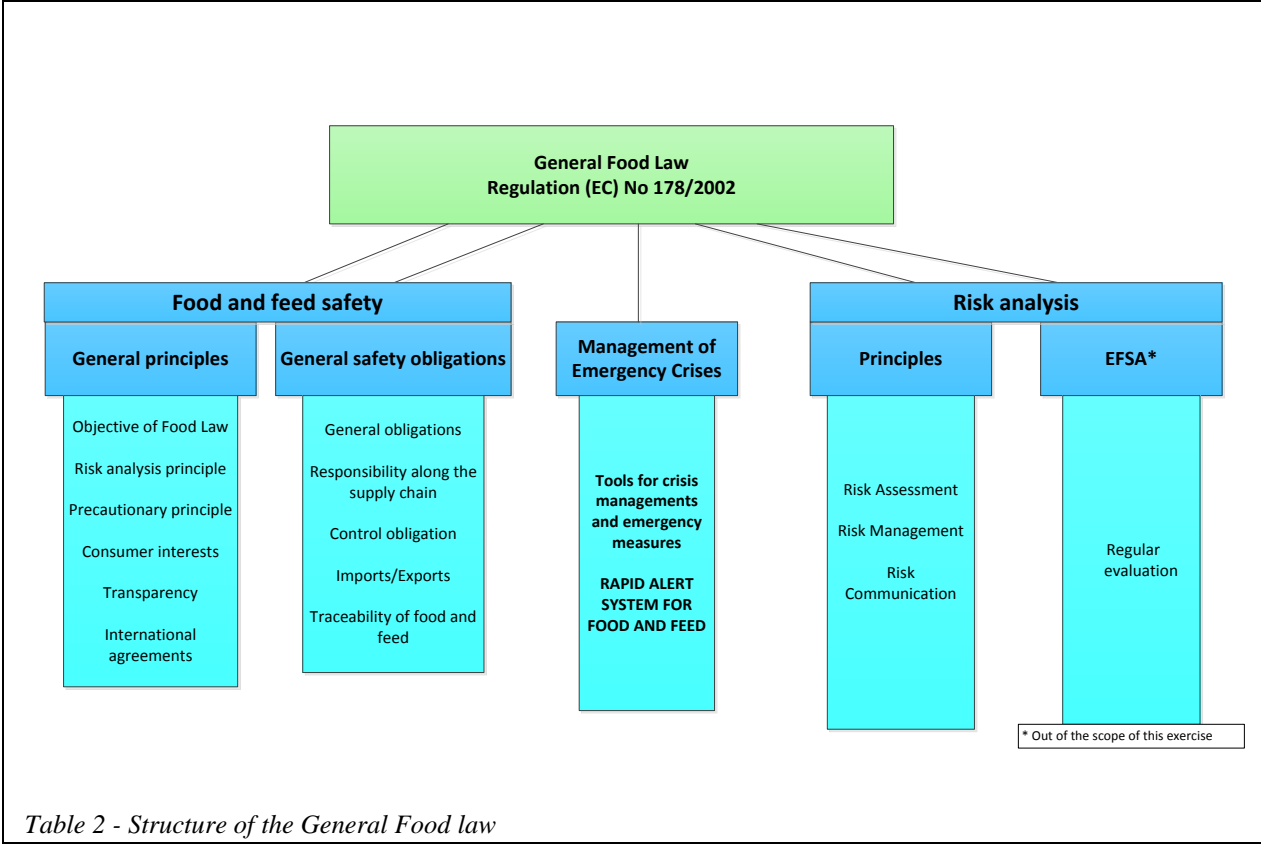 General Food Law
Regulation (EC) No 178/2002
Food and feed safety
General principles
Objective of Food Law
Risk analysis principle
Precautionary principle
Consumer interests
Transparency
International
agreements
General safety obligations
General obligations
Responsibility along the
supply chain
Control obligation
Imports/Exports
Traceability of food and
feed
Management of
Emergency Crises
Tools for crisis
managements
and emergency
measures
RAPID ALERT
SYSTEM FOR
FOOD AND FEED
Risk analysis
Principles
Risk Assessment
Risk Management
Risk
Communication
EFSA*
Regular
evaluation
* Out of the scope of this exercise
Table 2 - Structure of the General Food law